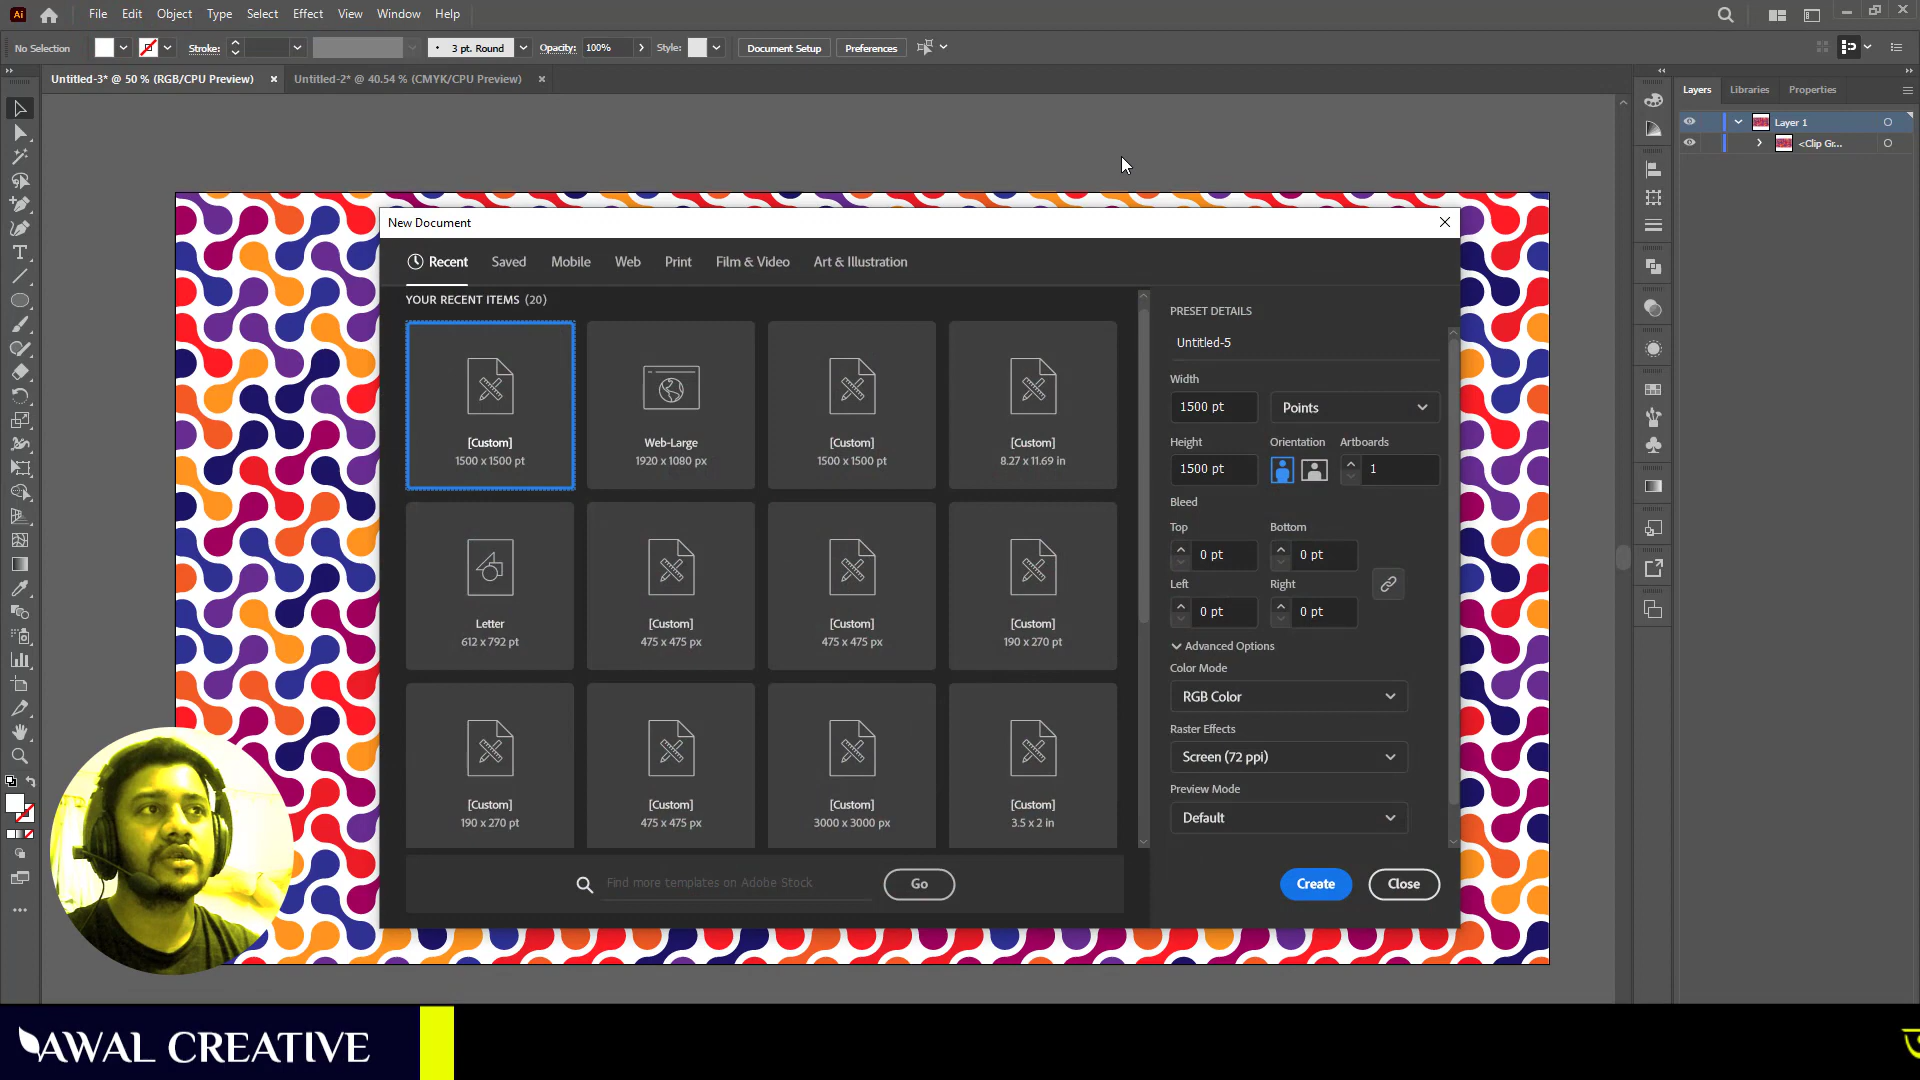 Ai File Edit Object Type Select Effect View Window Help
No Selection Stroke: 3 pt. Round Opacity: 100% Style: Document Setup Preferences
Untitled-3* @ 50 % (RGB/CPU Preview) Untitled-2* @ 40.54 % (CMYK/CPU Preview)
Layers Libraries Properties
Layer 1
<Clip Gr...
New Document
Recent Saved Mobile Web Print Film & Video Art & Illustration
YOUR RECENT ITEMS (20)
[Custom] Web-Large [Custom] [Custom]
1500 x 1500 pt 1920 x 1080 px 1500 x 1500 pt 8.27 x 11.69 in
Letter [Custom] [Custom] [Custom]
612 x 792 pt 475 x 475 px 475 x 475 px 190 x 270 pt
[Custom] [Custom] [Custom] [Custom]
190 x 270 pt 475 x 475 px 3000 x 3000 px 3.5 x 2 in
Find more templates on Adobe Stock Go
PRESET DETAILS
Untitled-5
Width
1500 pt Points
Height Orientation Artboards
1500 pt 1
Bleed
Top Bottom
0 pt 0 pt
Left Right
0 pt 0 pt
Advanced Options
Color Mode
RGB Color
Raster Effects
Screen (72 ppi)
Preview Mode
Default
Create Close
AWAL CREATIVE